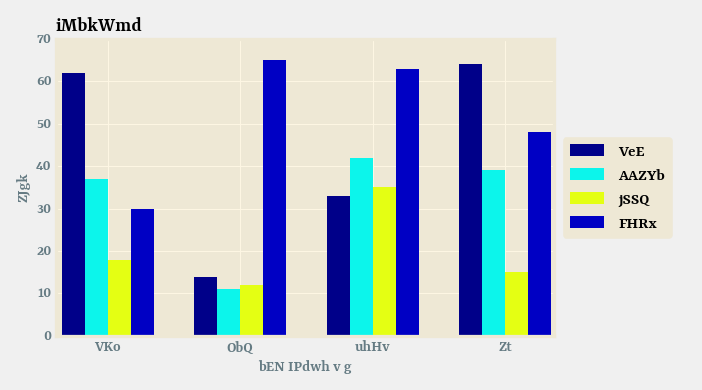 iMbkWmd
70
60
50
40
30
20
10
0
ZJgk
VKo ObQ uhHv Zt
bEN IPdwh v g
VeE
AAZYb
jSSQ
FHRx